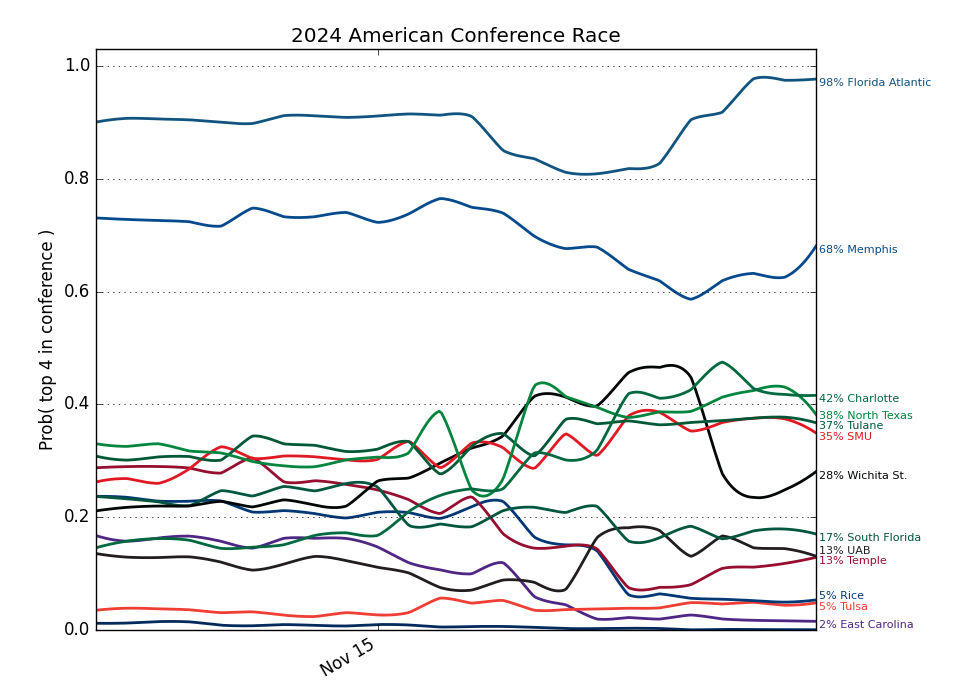 2024 American Conference Race
1.0
0.8
0.6
0.4
0.2
0.0
Prob( top 4 in conference )
Nov 15
98% Florida Atlantic
68% Memphis
42% Charlotte
38% North Texas
37% Tulane
35% SMU
28% Wichita St.
17% South Florida
13% UAB
13% Temple
5% Rice
5% Tulsa
2% East Carolina